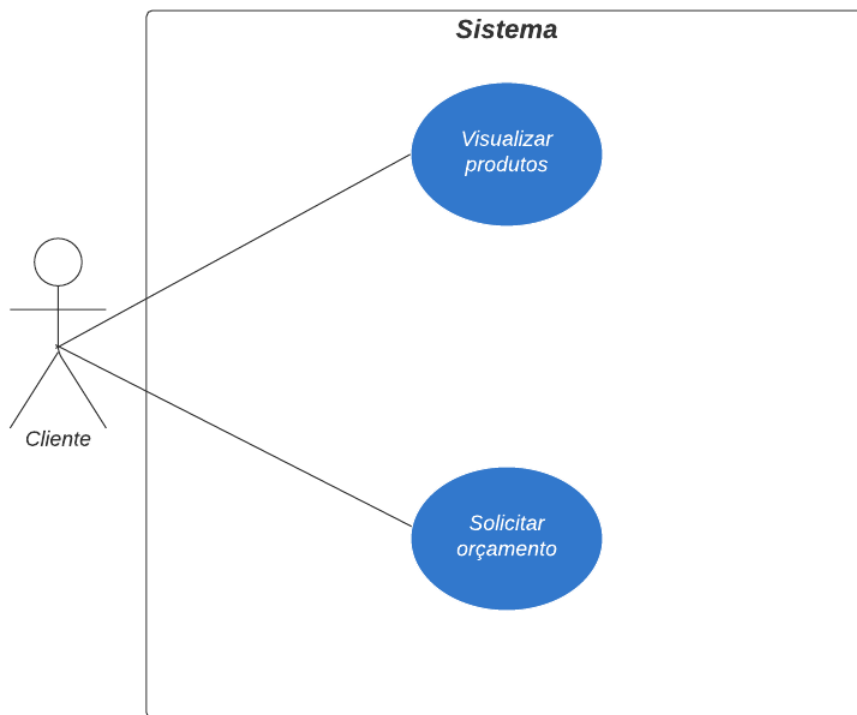 Sistema
Visualizar
produtos
Cliente
Solicitar
orçamento